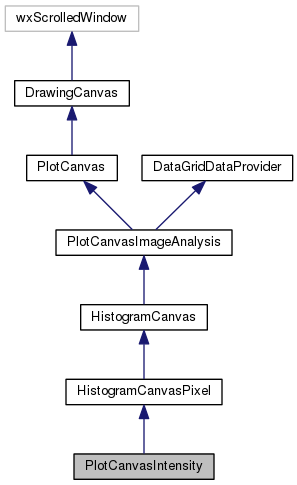 wxScrolledWindow
DrawingCanvas
PlotCanvas
DataGridDataProvider
PlotCanvasImageAnalysis
HistogramCanvas
HistogramCanvasPixel
PlotCanvasIntensity